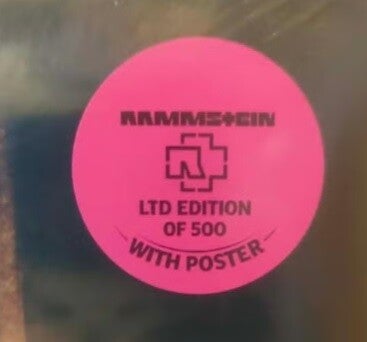 RAMMSTEIN
R
LTD EDITION
OF 500
WITH POSTER